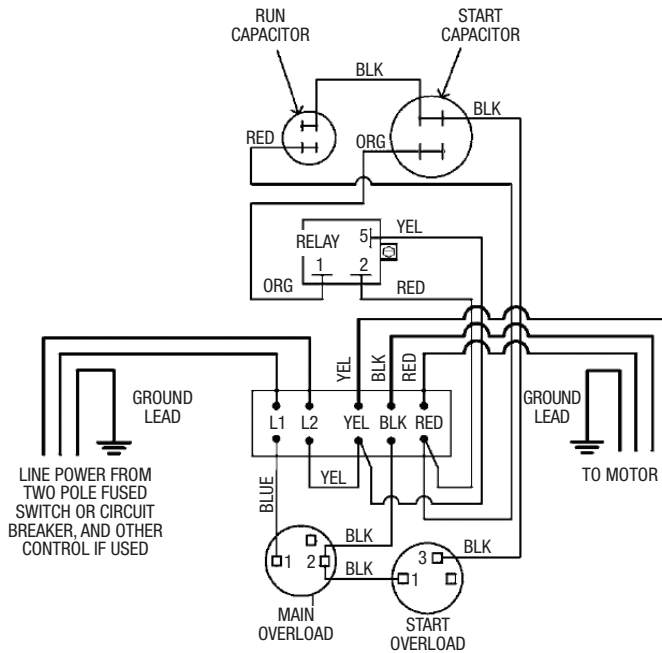 RUN
CAPACITOR
START
CAPACITOR
BLK
BLK
RED
ORG
YEL
RELAY
5
1
2
ORG
RED
YEL
BLK
RED
GROUND
LEAD
GROUND
LEAD
L1
L2
YEL
BLK
RED
LINE POWER FROM
TWO POLE FUSED
SWITCH OR CIRCUIT
BREAKER, AND OTHER
CONTROL IF USED
TO MOTOR
BLUE
YEL
BLK
BLK
1
2
BLK
3
1
MAIN
OVERLOAD
START
OVERLOAD